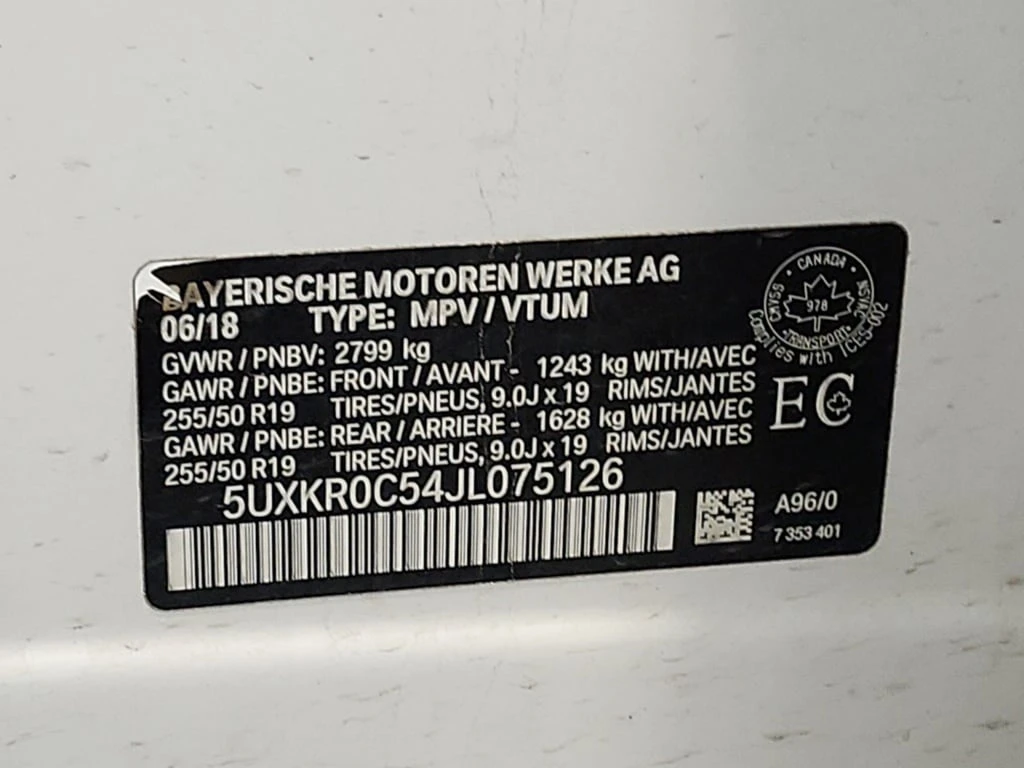 BAYERISCHE MOTOREN WERKE AG
06/18 TYPE: MPV / VTUM
GVWR / PNBV: 2799 kg
GAWR / PNBE: FRONT / AVANT - 1243 kg WITH/AVEC
255/50 R19 TIRES/PNEUS, 9.0J x 19 RIMS/JANTES
GAWR / PNBE: REAR / ARRIERE - 1628 kg WITH/AVEC
255/50 R19 TIRES/PNEUS, 9.0J x 19 RIMS/JANTES
5UXKR0C54JL075126
CANADA
CMVSS
NSVAC
978
TRANSPORT
Complies with ICES-002
EC
A96/0
7 353 401